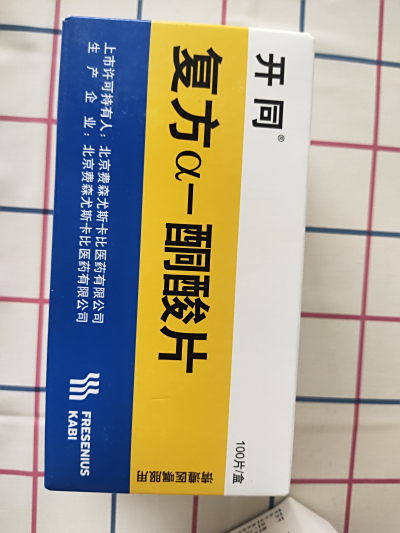 开同®
复方α-酮酸片
上市许可持有人：北京费森尤斯卡比医药有限公司
生产企业：北京费森尤斯卡比医药有限公司
FRESENIUS
KABI
100片/盒
请遵医嘱服用